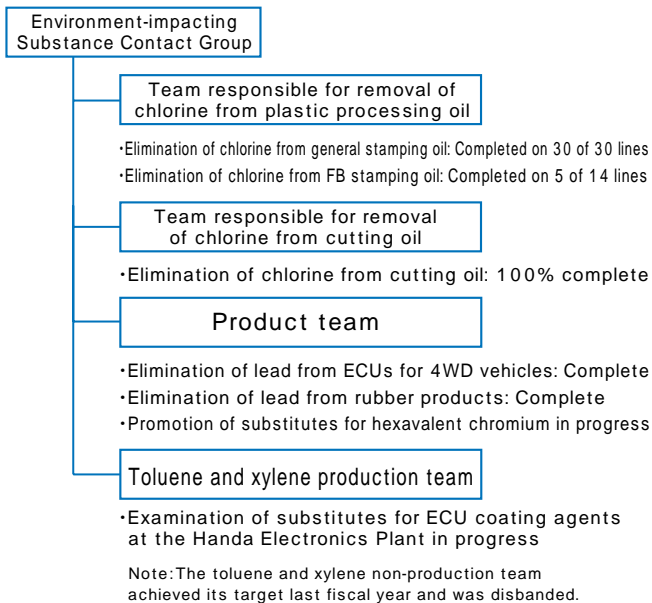 Environment-impacting
Substance Contact Group
Team responsible for removal of
chlorine from plastic processing oil
・Elimination of chlorine from general stamping oil: Completed on 30 of 30 lines
・Elimination of chlorine from FB stamping oil: Completed on 5 of 14 lines
Team responsible for removal
of chlorine from cutting oil
・Elimination of chlorine from cutting oil: 100% complete
Product team
・Elimination of lead from ECUs for 4WD vehicles: Complete
・Elimination of lead from rubber products: Complete
・Promotion of substitutes for hexavalent chromium in progress
Toluene and xylene production team
・Examination of substitutes for ECU coating agents
at the Handa Electronics Plant in progress
Note:The toluene and xylene non-production team
achieved its target last fiscal year and was disbanded.